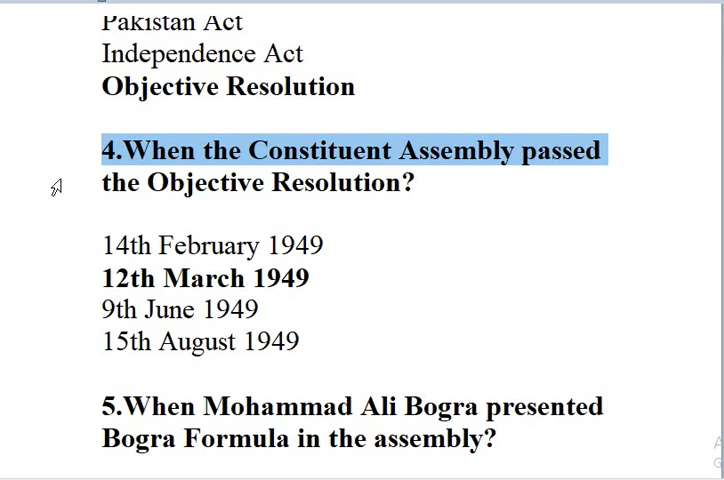 Pakistan Act
Independence Act
Objective Resolution
4.When the Constituent Assembly passed
the Objective Resolution?
14th February 1949
12th March 1949
9th June 1949
15th August 1949
5.When Mohammad Ali Bogra presented
Bogra Formula in the assembly?